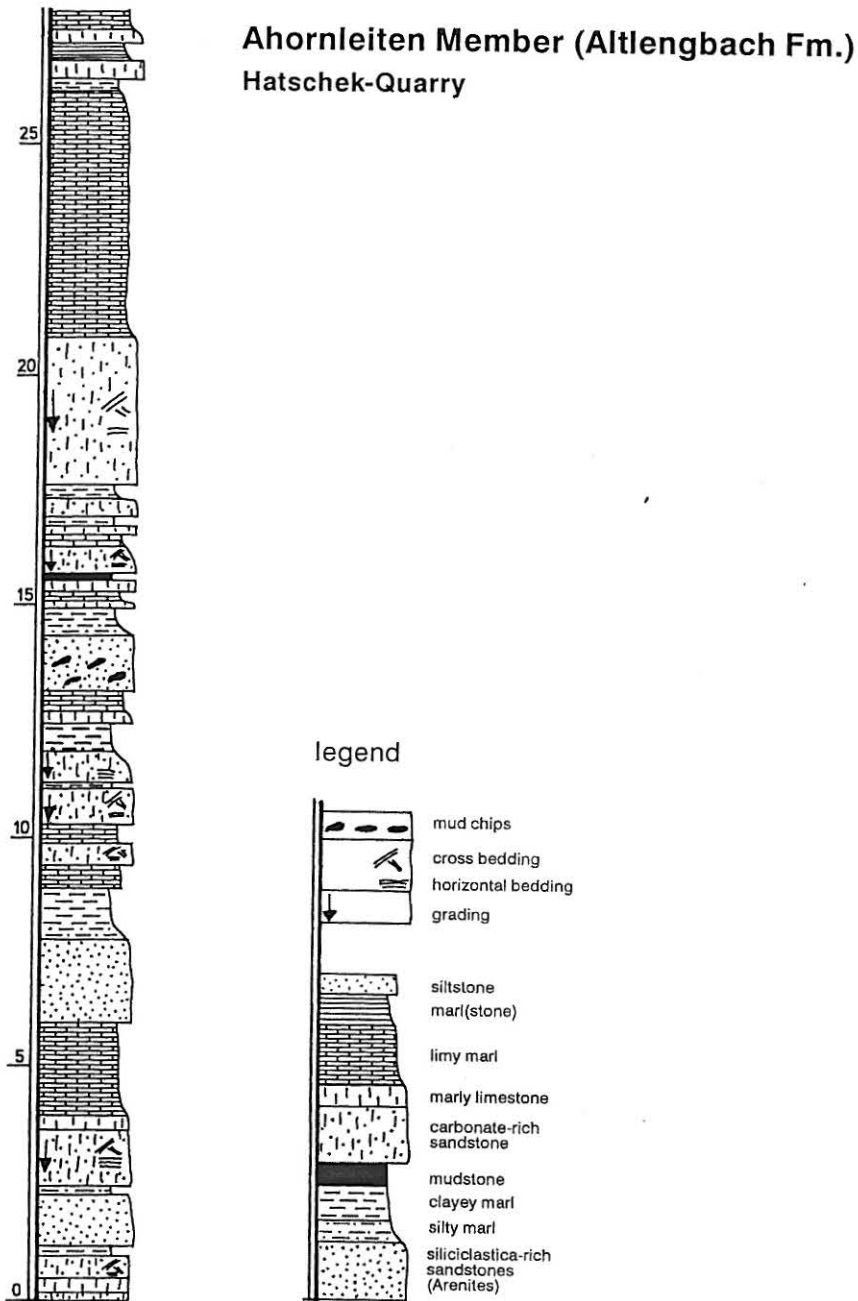 Ahornleiten Member (Altlengbach Fm.)
Hatschek-Quarry
25
20
15
10
5
0
legend
mud chips
cross bedding
horizontal bedding
grading
siltstone
marl(stone)
limy marl
marly limestone
carbonate-rich
sandstone
mudstone
clayey marl
silty marl
siliciclastica-rich
sandstones
(Arenites)